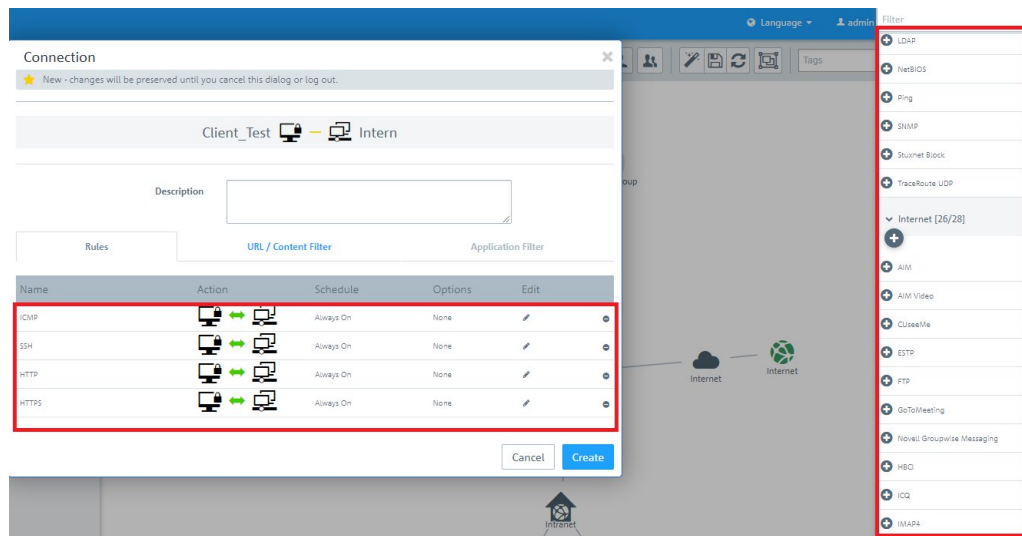 Language
admin
Filter
Connection
New - changes will be preserved until you cancel this dialog or log out.
Tags
Client_Test
Intern
Description
Rules
URL / Content Filter
Application Filter
Name Action Schedule Options Edit
ICMP Always On None
SSH Always On None
HTTP Always On None
HTTPS Always On None
Cancel
Create
oup
Internet
Internet
Intranet
LDAP
NetBIOS
Ping
SNMP
Stuxnet Block
TraceRoute UDP
Internet [26/28]
AIM
AIM Video
CUseeMe
ESTP
FTP
GoToMeeting
Novell Groupwise Messaging
HBCI
ICQ
IMAP4